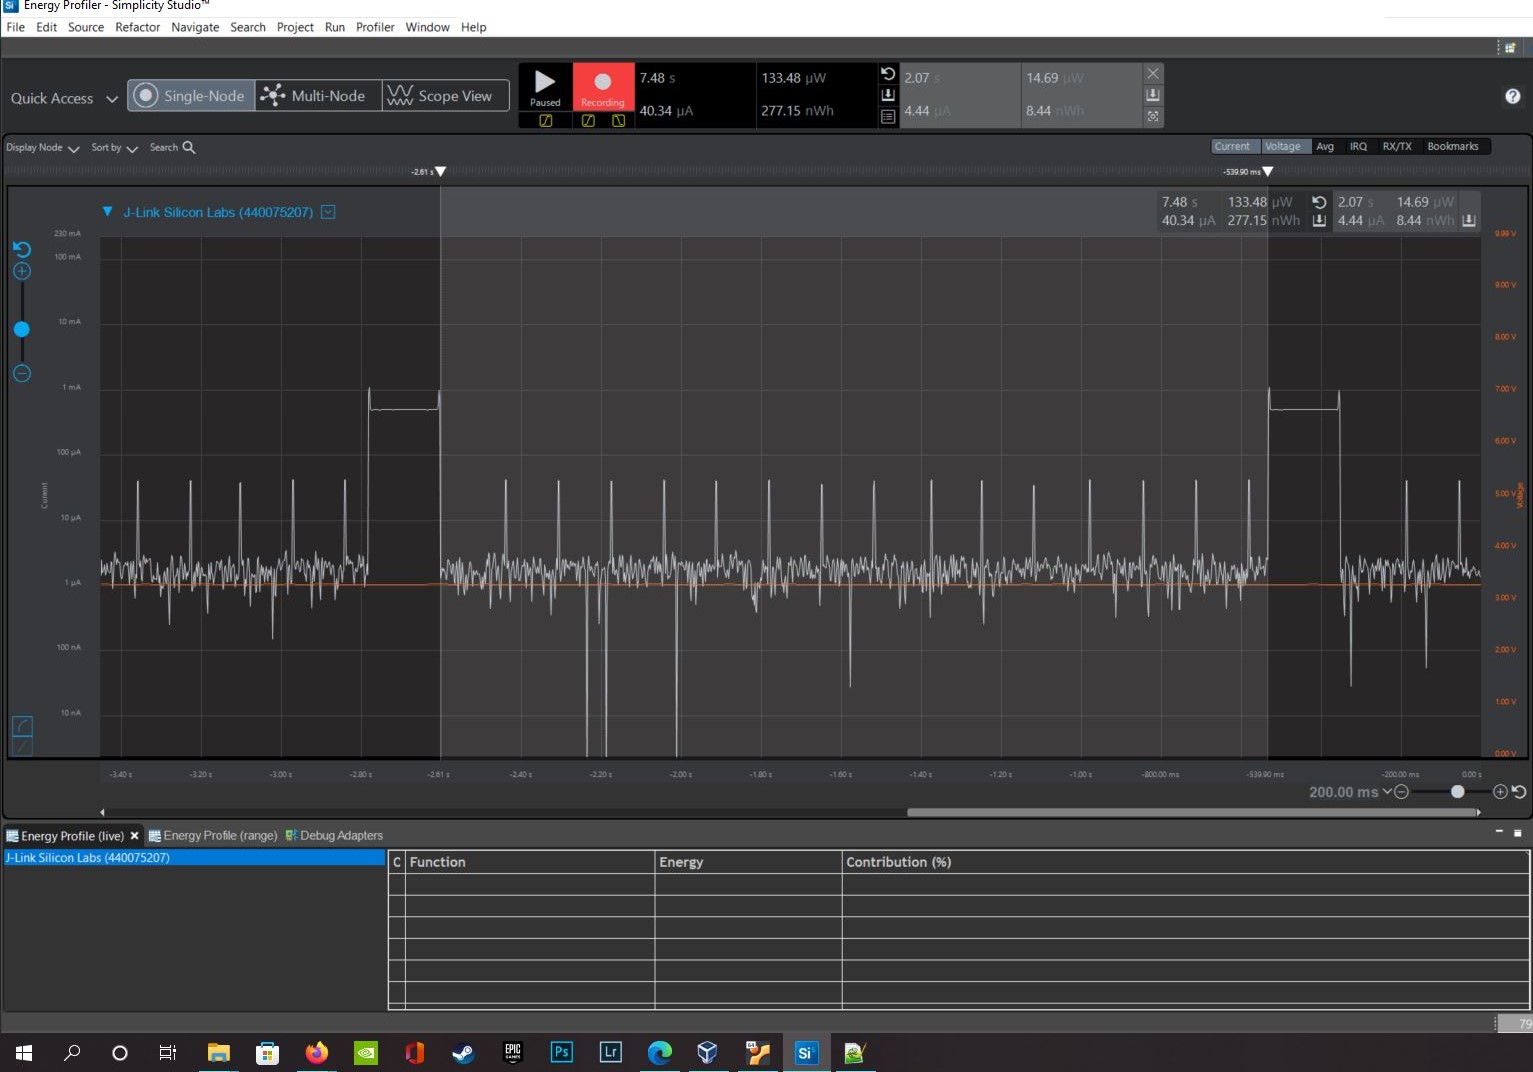 Si Energy Profiler - Simplicity Studio™
File Edit Source Refactor Navigate Search Project Run Profiler Window Help
Quick Access Single-Node Multi-Node Scope View
Paused Recording
7.48 s 133.48 µW 2.07 s 14.69 µW
40.34 µA 277.15 nWh 4.44 µA 8.44 nWh
Display Node Sort by Search Current Voltage Avg IRQ RX/TX Bookmarks
-2.61 s -539.90 ms
J-Link Silicon Labs (440075207)
7.48 s 133.48 µW 2.07 s 14.69 µW
40.34 µA 277.15 nWh 4.44 µA 8.44 nWh
230 mA 9.99 V
100 mA
9.00 V
10 mA
8.00 V
1 mA 7.00 V
100 µA
6.00 V
Current
Voltage
5.00 V
10 µA
4.00 V
1 µA
3.00 V
100 nA 2.00 V
1.00 V
10 nA
0.00 V
-3.40 s -3.20 s -3.00 s -2.80 s -2.61 s -2.40 s -2.20 s -2.00 s -1.80 s -1.60 s -1.40 s -1.20 s -1.00 s -800.00 ms -539.90 ms -200.00 ms 0.00 s
200.00 ms
Energy Profile (live) Energy Profile (range) Debug Adapters
J-Link Silicon Labs (440075207)
C Function Energy Contribution (%)
79
EPIC GAMES Ps Lr 64 Si